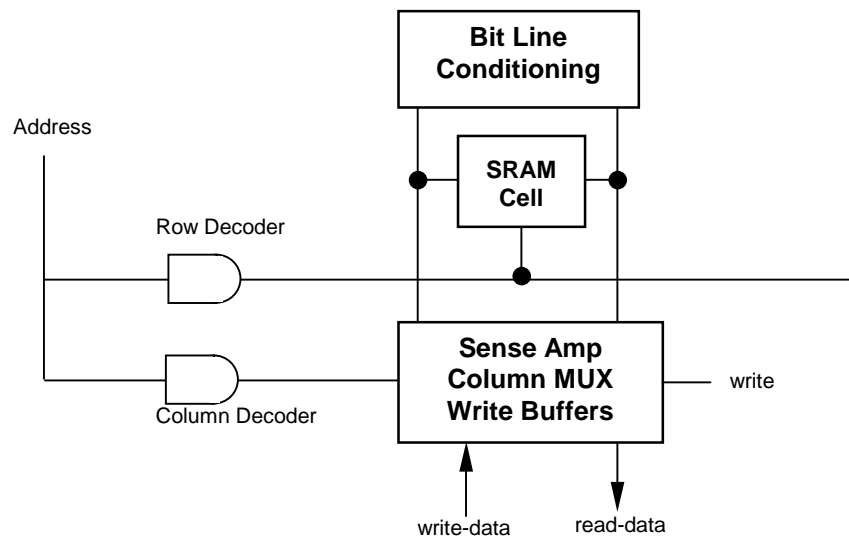 Bit Line
Conditioning
Address
SRAM
Cell
Row Decoder
Sense Amp
Column MUX
Write Buffers
write
Column Decoder
write-data
read-data